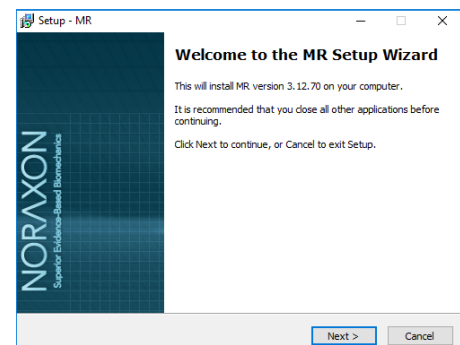 Setup - MR
Welcome to the MR Setup Wizard
This will install MR version 3.12.70 on your computer.
It is recommended that you close all other applications before
continuing.
Click Next to continue, or Cancel to exit Setup.
NORAXON
Superior Evidence-Based Biomechanics
Next >
Cancel